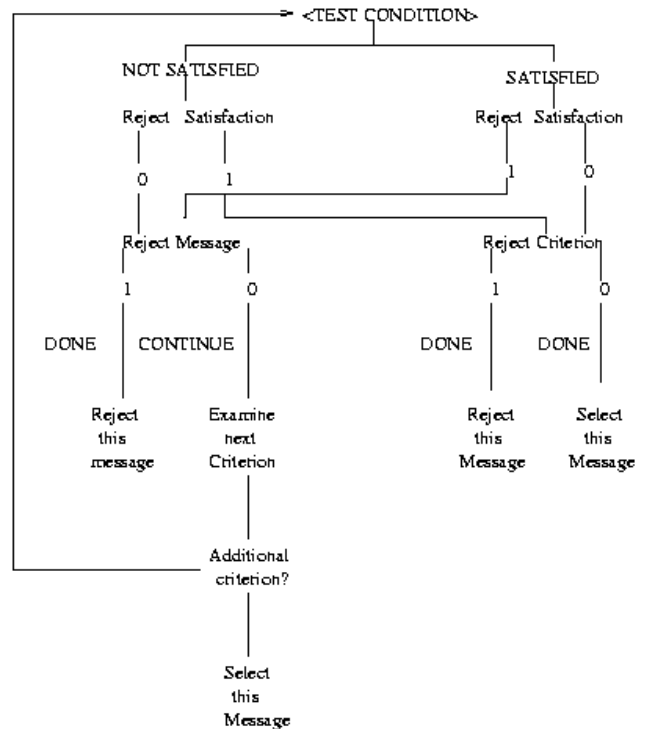 <TEST CONDITION>
NOT SATISFIED
SATISFIED
Reject Satisfaction
Reject Satisfaction
0 1
1 0
Reject Message
Reject Criterion
1 0
1 0
DONE CONTINUE
DONE DONE
Reject
this
message
Examine
next
Criterion
Reject
this
Message
Select
this
Message
Additional
criterion?
Select
this
Message